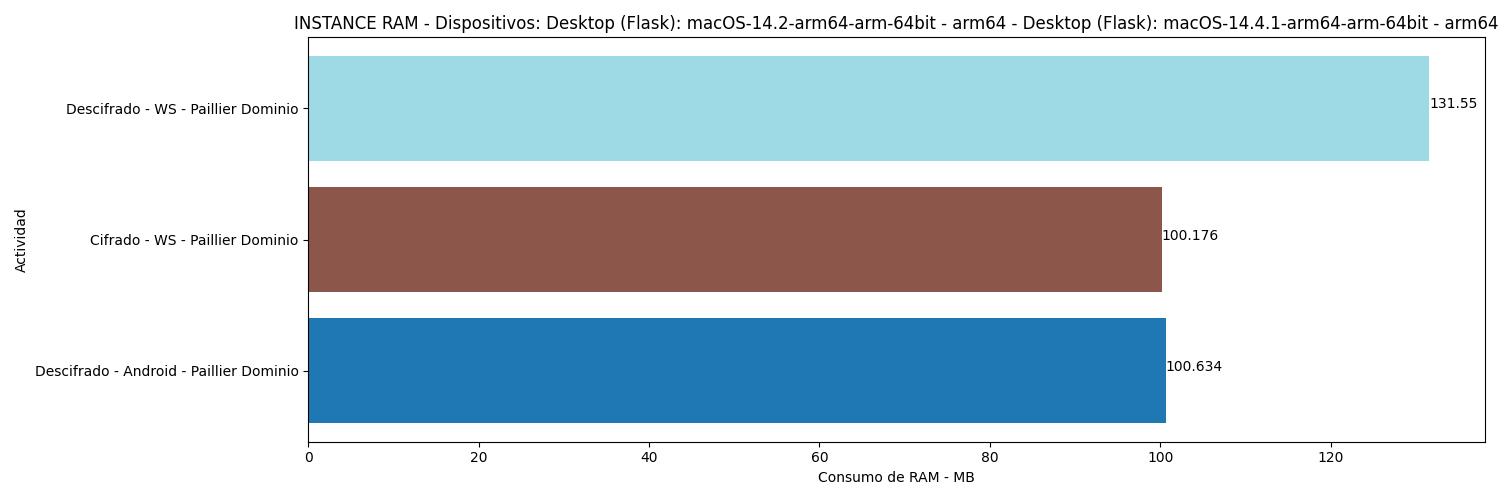 INSTANCE RAM - Dispositivos: Desktop (Flask): macOS-14.2-arm64-arm-64bit - arm64 - Desktop (Flask): macOS-14.4.1-arm64-arm-64bit - arm64
Actividad
Descifrado - WS - Paillier Dominio
131.55
Cifrado - WS - Paillier Dominio
100.176
Descifrado - Android - Paillier Dominio
100.634
0 20 40 60 80 100 120
Consumo de RAM - MB